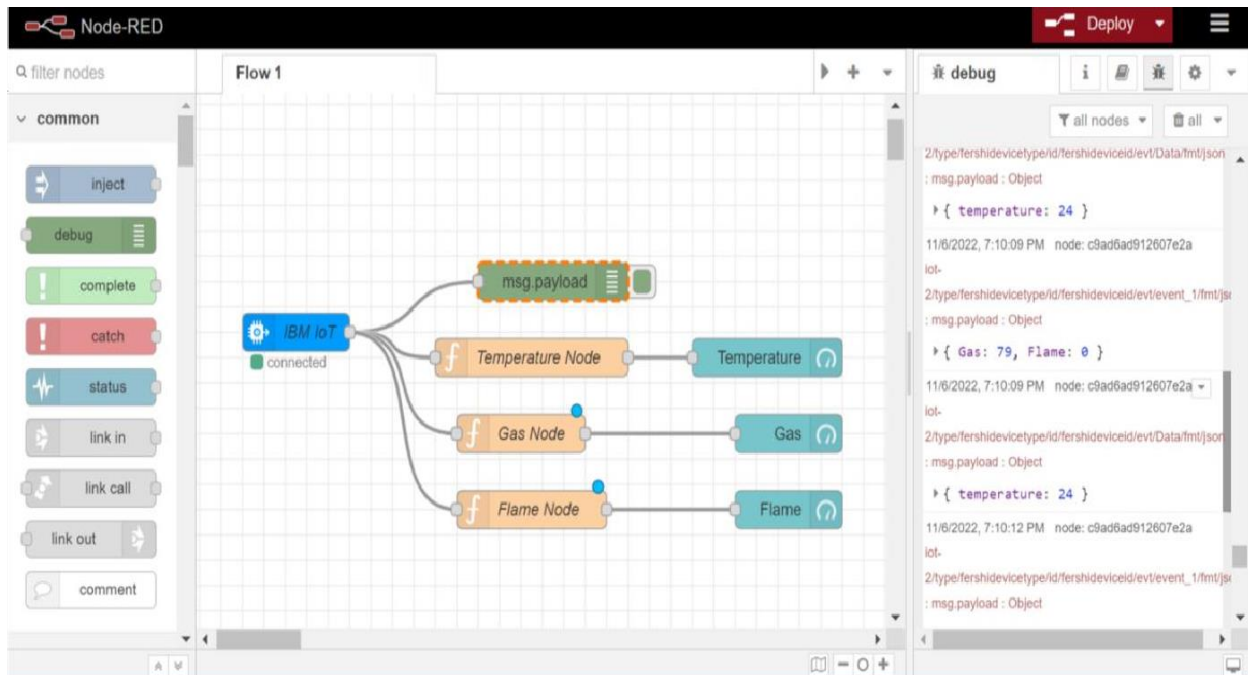 Node-RED
Deploy
filter nodes
common
inject
debug
complete
catch
status
link in
link call
link out
comment
Flow 1
IBM IoT
connected
msg.payload
Temperature Node
Temperature
Gas Node
Gas
Flame Node
Flame
debug
all nodes
all
2/type/fershidevicetype/id/fershideviceid/evt/Data/fmt/json
: msg.payload : Object
{ temperature: 24 }
11/6/2022, 7:10:09 PM node: c9ad6ad912607e2a
iot-
2/type/fershidevicetype/id/fershideviceid/evt/event_1/fmt/js
: msg.payload : Object
{ Gas: 79, Flame: 0 }
11/6/2022, 7:10:09 PM node: c9ad6ad912607e2a
iot-
2/type/fershidevicetype/id/fershideviceid/evt/Data/fmt/json
: msg.payload : Object
{ temperature: 24 }
11/6/2022, 7:10:12 PM node: c9ad6ad912607e2a
iot-
2/type/fershidevicetype/id/fershideviceid/evt/event_1/fmt/js
: msg.payload : Object